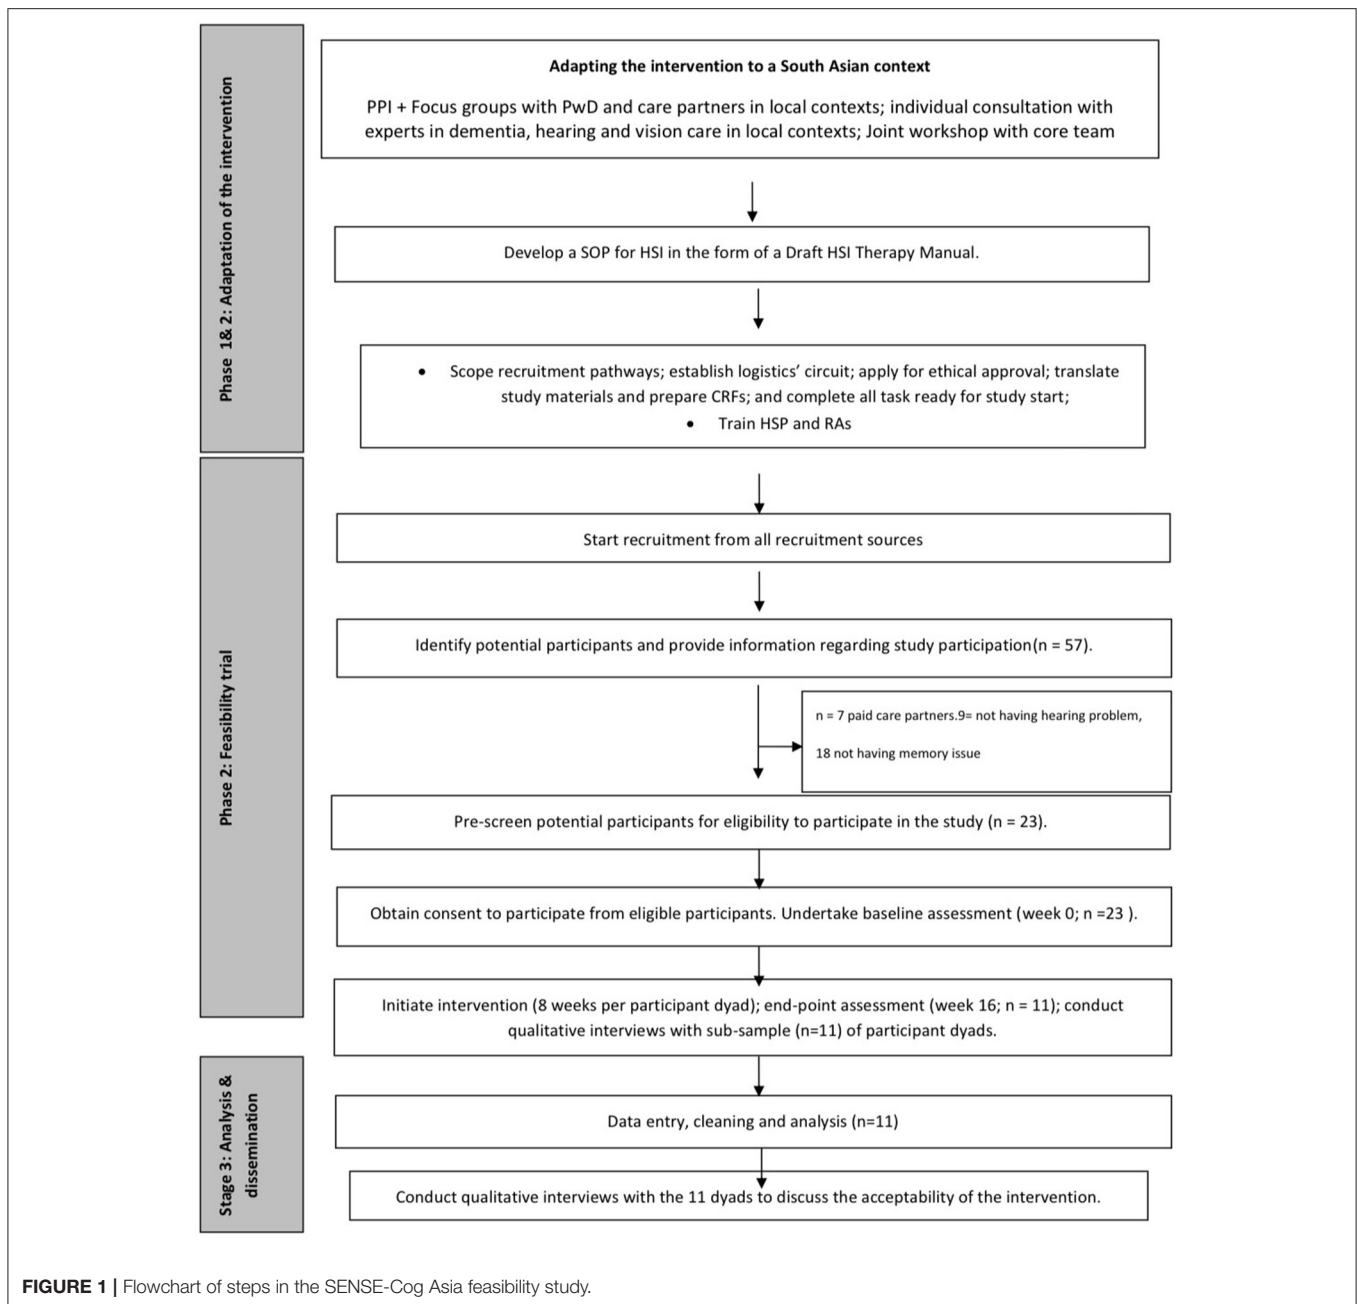 Phase 1& 2: Adaptation of the intervention
Adapting the intervention to a South Asian context
PPI + Focus groups with PwD and care partners in local contexts; individual consultation with
experts in dementia, hearing and vision care in local contexts; Joint workshop with core team
Develop a SOP for HSI in the form of a Draft HSI Therapy Manual.
• Scope recruitment pathways; establish logistics’ circuit; apply for ethical approval; translate
study materials and prepare CRFs; and complete all task ready for study start;
• Train HSP and RAs
Phase 2: Feasibility trial
Start recruitment from all recruitment sources
Identify potential participants and provide information regarding study participation(n = 57).
n = 7 paid care partners.9= not having hearing problem,
18 not having memory issue
Pre-screen potential participants for eligibility to participate in the study (n = 23).
Obtain consent to participate from eligible participants. Undertake baseline assessment (week 0; n =23 ).
Initiate intervention (8 weeks per participant dyad); end-point assessment (week 16; n = 11); conduct
qualitative interviews with sub-sample (n=11) of participant dyads.
Stage 3: Analysis &
dissemination
Data entry, cleaning and analysis (n=11)
Conduct qualitative interviews with the 11 dyads to discuss the acceptability of the intervention.
FIGURE 1 | Flowchart of steps in the SENSE-Cog Asia feasibility study.